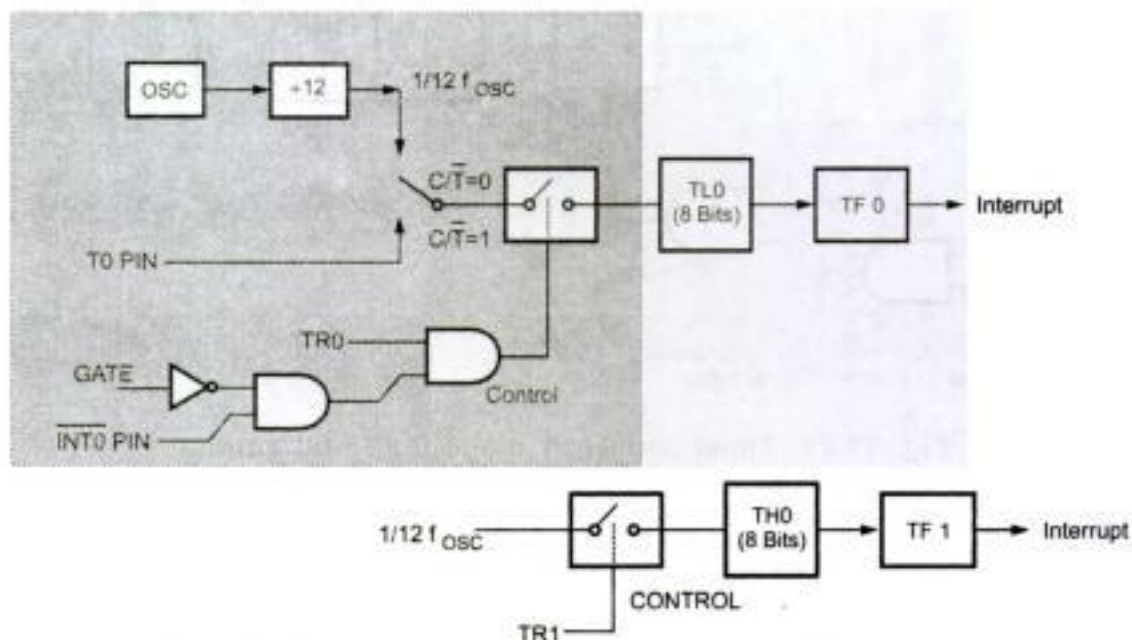 OSC
÷12
1/12 f OSC
C/T̅=0
C/T̅=1
T0 PIN
TL0
(8 Bits)
TF 0
Interrupt
TR0
GATE
Control
I̅N̅T̅0̅ PIN
1/12 f OSC
TH0
(8 Bits)
TF 1
Interrupt
CONTROL
TR1